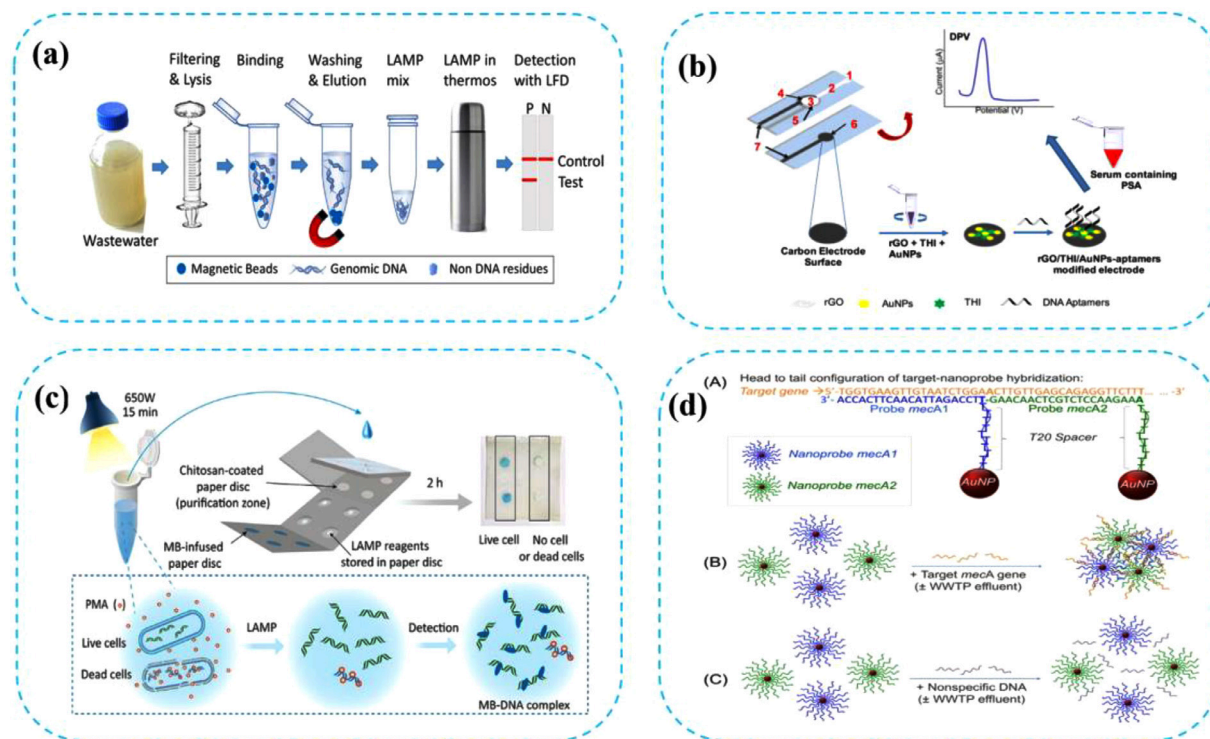 (a)
Filtering
& Lysis
Binding
Washing
& Elution
LAMP
mix
LAMP in
thermos
Detection
with LFD
P N
Control
Test
Wastewater
Magnetic Beads
Genomic DNA
Non DNA residues
(b)
DPV
Current (µA)
Potential (V)
1
2
3
4
5
6
7
Serum containing
PSA
Carbon Electrode
Surface
rGO + THI +
AuNPs
rGO/THI/AuNPs-aptamers
modified electrode
rGO
AuNPs
THI
DNA Aptamers
(c)
650W
15 min
Chitosan-coated
paper disc
(purification zone)
MB-infused
paper disc
LAMP reagents
stored in paper disc
2 h
Live cell
No cell
or dead cells
PMA (-)
Live cells
Dead cells
LAMP
Detection
MB-DNA complex
(d)
(A)
Head to tail configuration of target-nanoprobe hybridization:
Target gene →5'-TGGTGAAGTTGTAATCTGGAACTTGTTGAGCAGAGGTTCTTT... ... -3'
3'- ACCACTTCAACATTAGACCTT-GAACAACTCGTCTCCAAGAAA
Probe mecA1
Probe mecA2
T20 Spacer
AuNP
AuNP
Nanoprobe mecA1
Nanoprobe mecA2
(B)
+ Target mecA gene
(± WWTP effluent)
(C)
+ Nonspecific DNA
(± WWTP effluent)